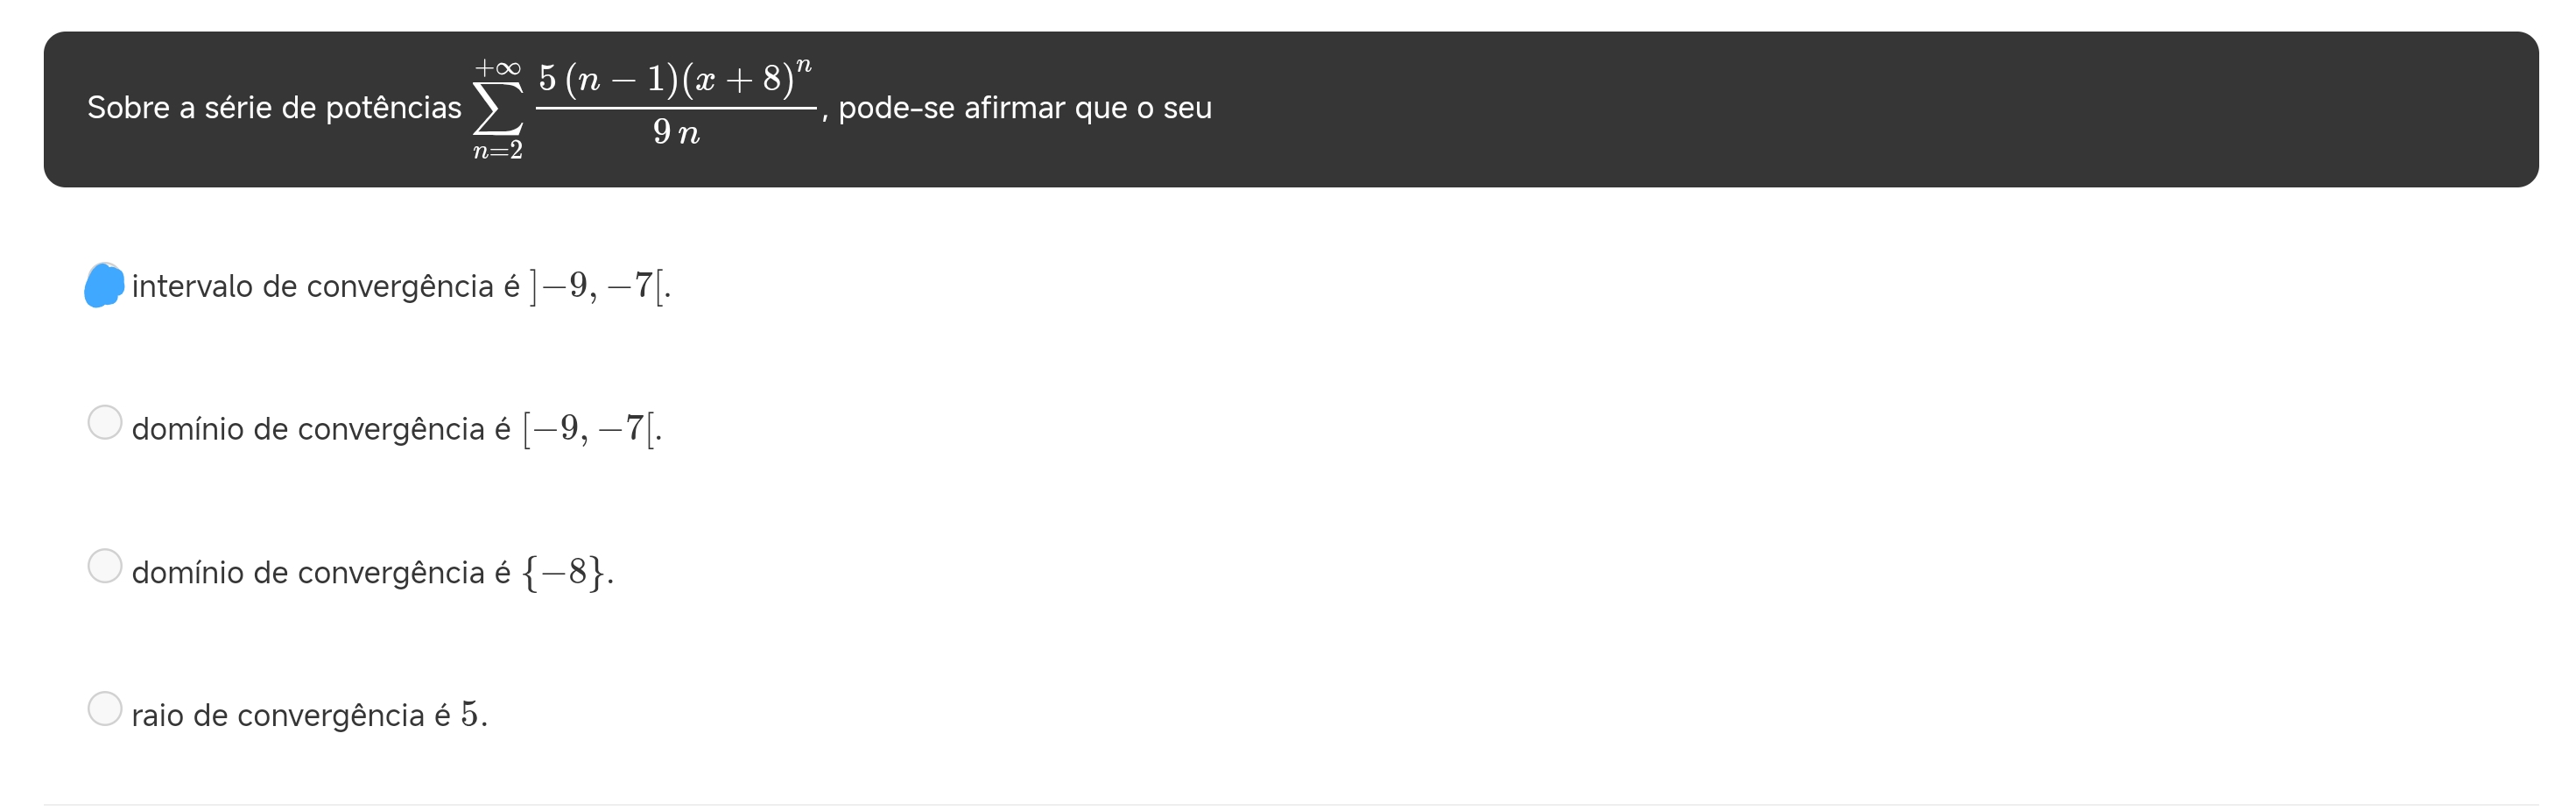 Sobre a série de potências $\sum_{n=2}^{+\infty} \frac{5\,(n-1)(x+8)^n}{9\,n}$, pode-se afirmar que o seu
intervalo de convergência é $]-9,-7[$.
domínio de convergência é $[-9,-7[$.
domínio de convergência é $\{-8\}$.
raio de convergência é $5$.